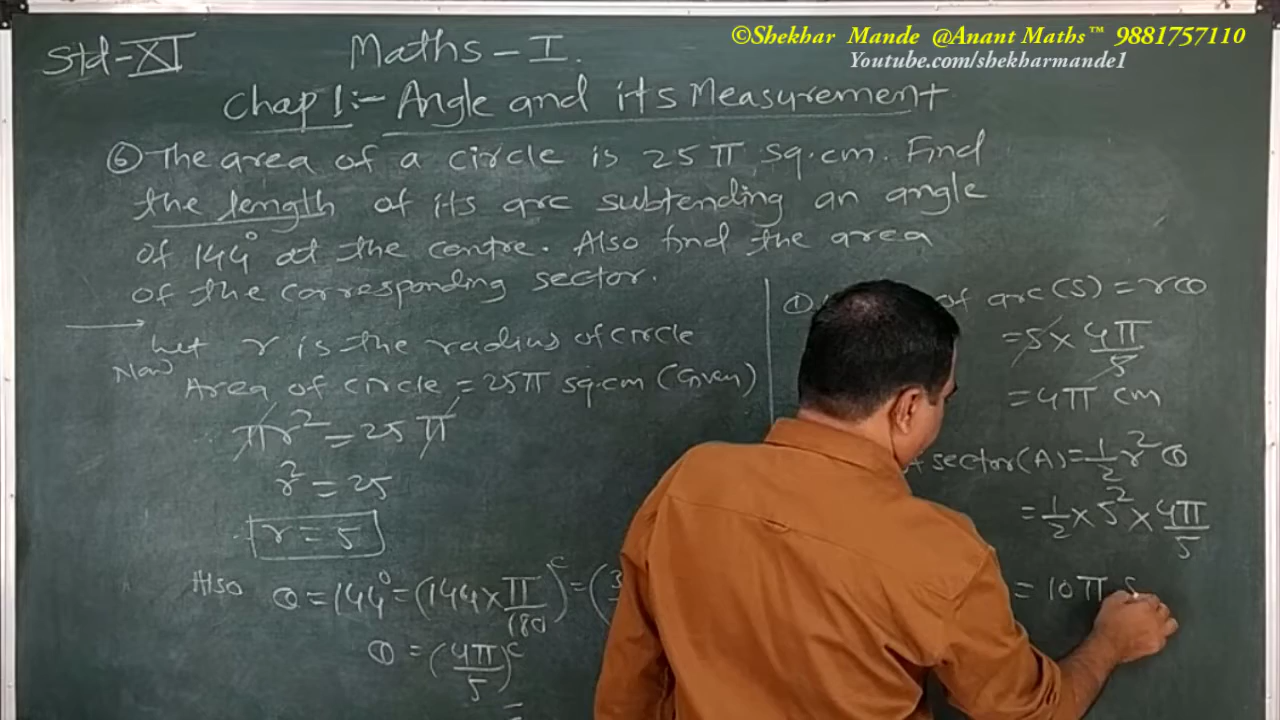 ©Shekhar Mande @Anant Maths™ 9881757110
Youtube.com/shekharmande1
Std-XI Maths-I.
Chap 1:- Angle and its Measurement
⑥ The area of a circle is 25π sq.cm. Find
the length of its arc subtending an angle
of 144° at the centre. Also find the area
of the corresponding sector.
→ Let r is the radius of circle
Now
Area of circle = 25π sq.cm (Given)
πr² = 25π
r² = 25
r = 5
Also θ = 144° = (144 × π/180)ᶜ = (
θ = (4π/5)ᶜ
① of arc (S) = rθ
= 5 × 4π/5
= 4π cm
sector (A) = 1/2 r² θ
= 1/2 × 5² × 4π/5
= 10π s